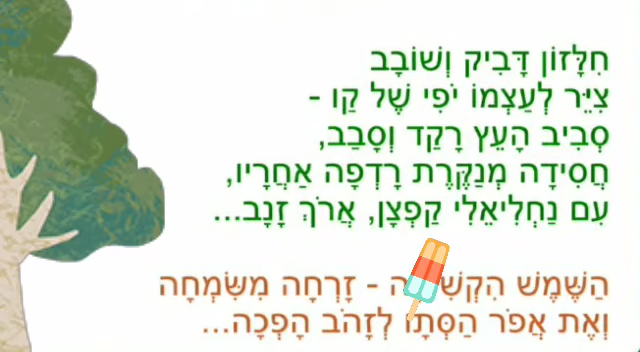 חִלָּזוֹן דָּבִיק וְשׁוֹבָב
צִיֵּר לְעַצְמוֹ יֹפִי שֶׁל קַו -
סְבִיב הָעֵץ רָקַד וְסָבַב,
חֲסִידָה מְנַקֶּרֶת רָדְפָה אַחֲרָיו,
עִם נַחְלִיאֵלִי קַפְּצָן, אֲרֹךְ זָנָב...
הַשֶּׁמֶשׁ - זָרְחָה מִשִּׂמְחָה
וְאֶת אֲפֹר הַסְּתָו לְזָהֹב הָפְכָה...